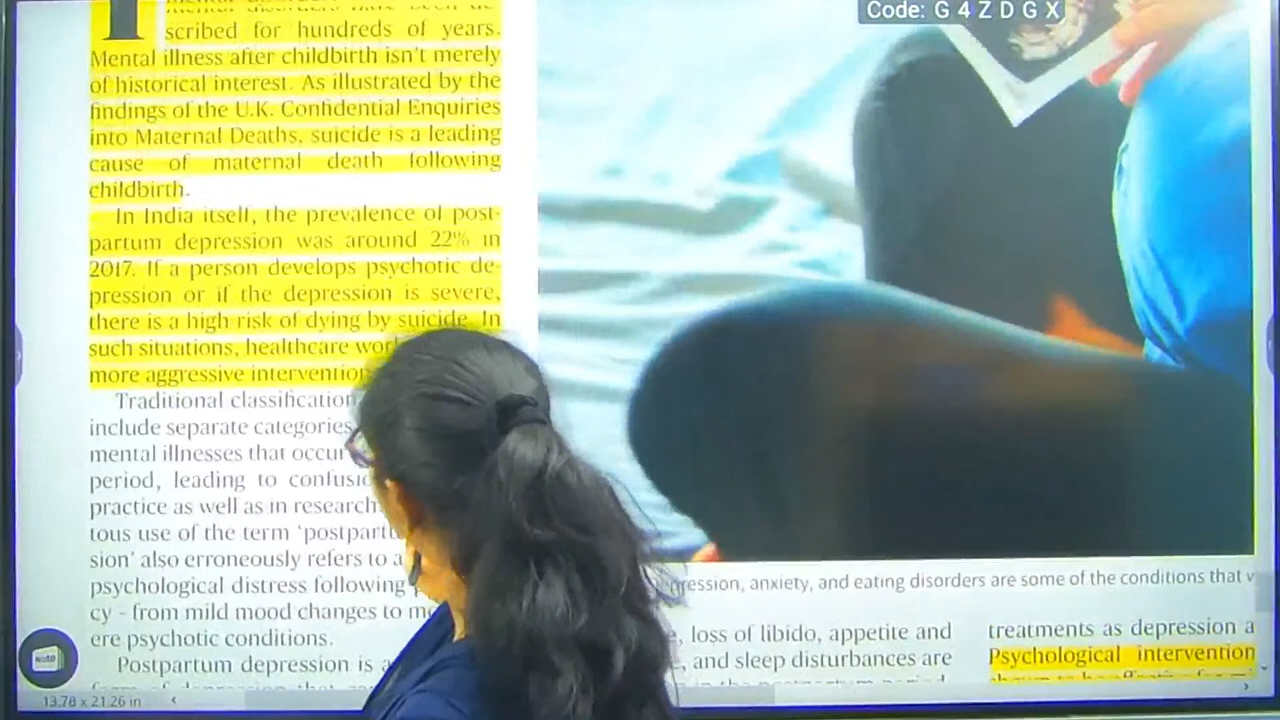 Code: G 4 Z D G X
T
scribed for hundreds of years.
Mental illness after childbirth isn't merely
of historical interest. As illustrated by the
findings of the U.K. Confidential Enquiries
into Maternal Deaths, suicide is a leading
cause of maternal death following
childbirth.
In India itself, the prevalence of post-
partum depression was around 22% in
2017. If a person develops psychotic de-
pression or if the depression is severe,
there is a high risk of dying by suicide. In
such situations, healthcare
more aggressive
Traditional classification
include separate categories
mental illnesses that occur
period, leading to
practice as well as in research
tous use of the term
sion' also erroneously refers to a
psychological distress following
cy - from mild mood changes to
ere psychotic conditions.
Postpartum depression is a
pression, anxiety, and eating disorders are some of the conditions that
loss of libido, appetite and
and sleep disturbances are
treatments as depression a
Psychological intervention
Note
13.78 x 21.26 in